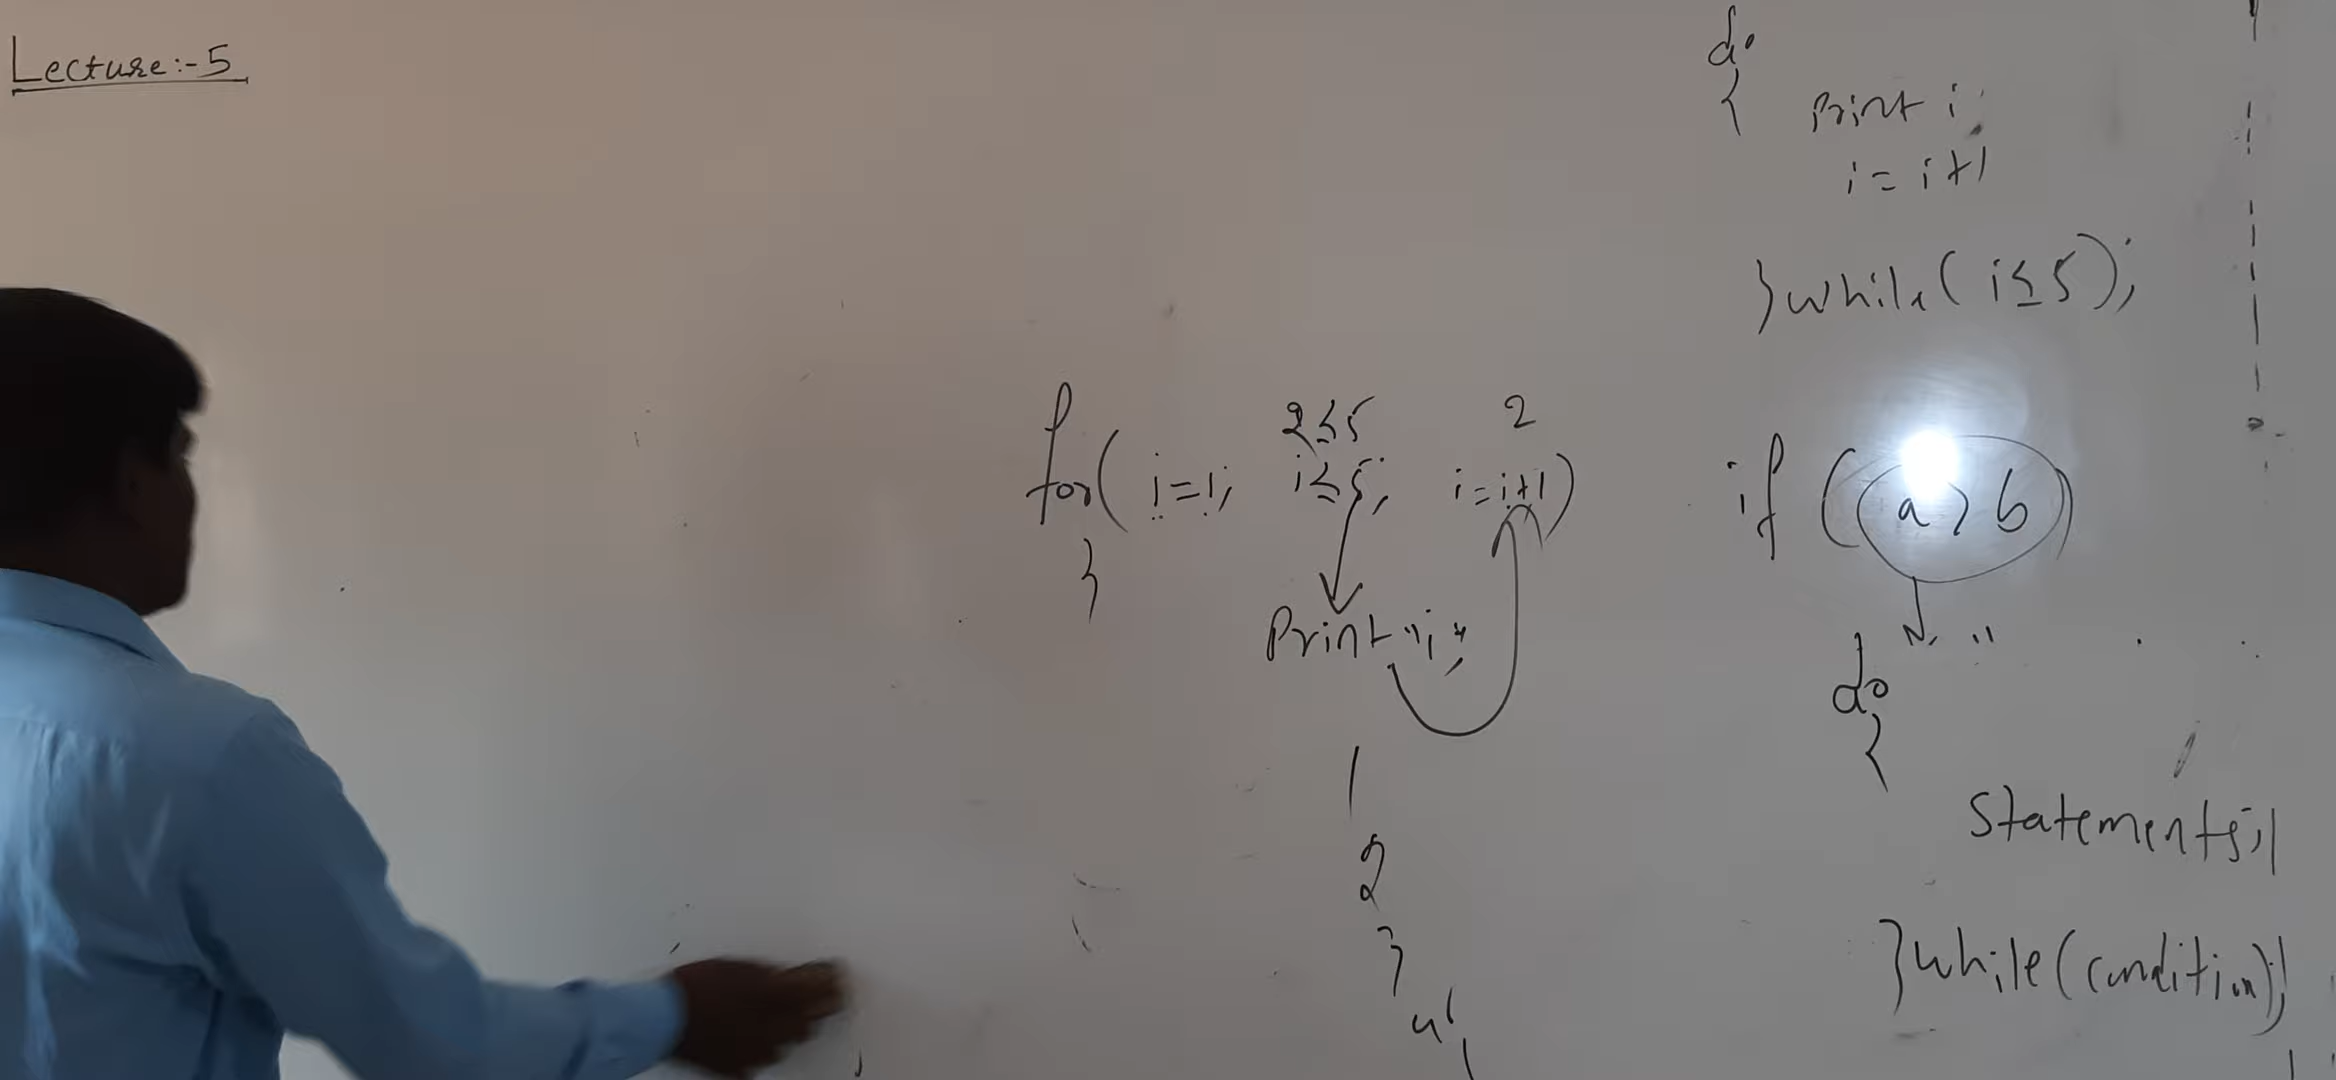 Lecture:-5
do
{ Print i;
i = i+1
}while( i≤5);
2≤5 2
for( i=1; i≤5; i=i+1)
{
Print "i";
1
2
3
4
if (a>b)
do
{
Statements;
}while(condition);